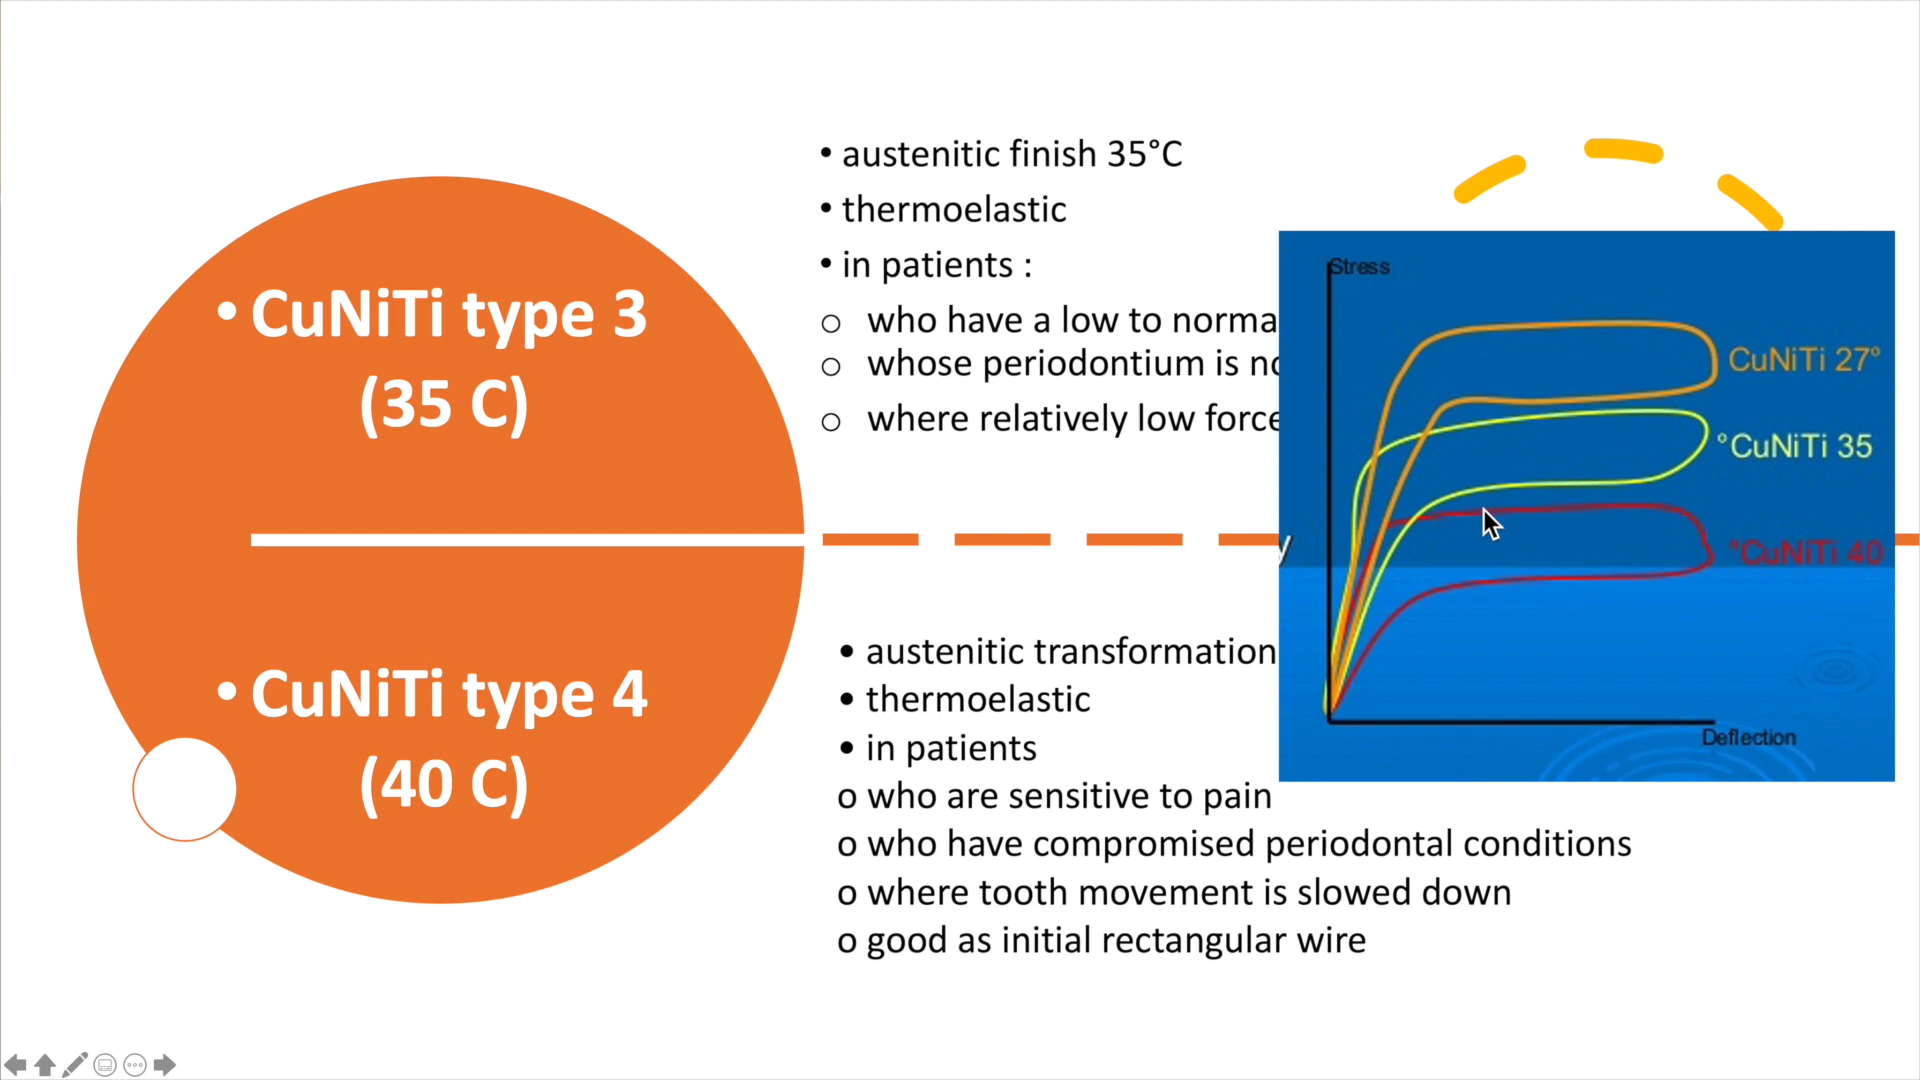 • CuNiTi type 3
(35 C)
• CuNiTi type 4
(40 C)
• austenitic finish 35°C
• thermoelastic
• in patients :
o who have a low to norma
o whose periodontium is
o where relatively low force
• austenitic transformation
• thermoelastic
• in patients
o who are sensitive to pain
o who have compromised periodontal conditions
o where tooth movement is slowed down
o good as initial rectangular wire
Stress
CuNiTi 27°
°CuNiTi 35
°CuNiTi 40
y
Deflection